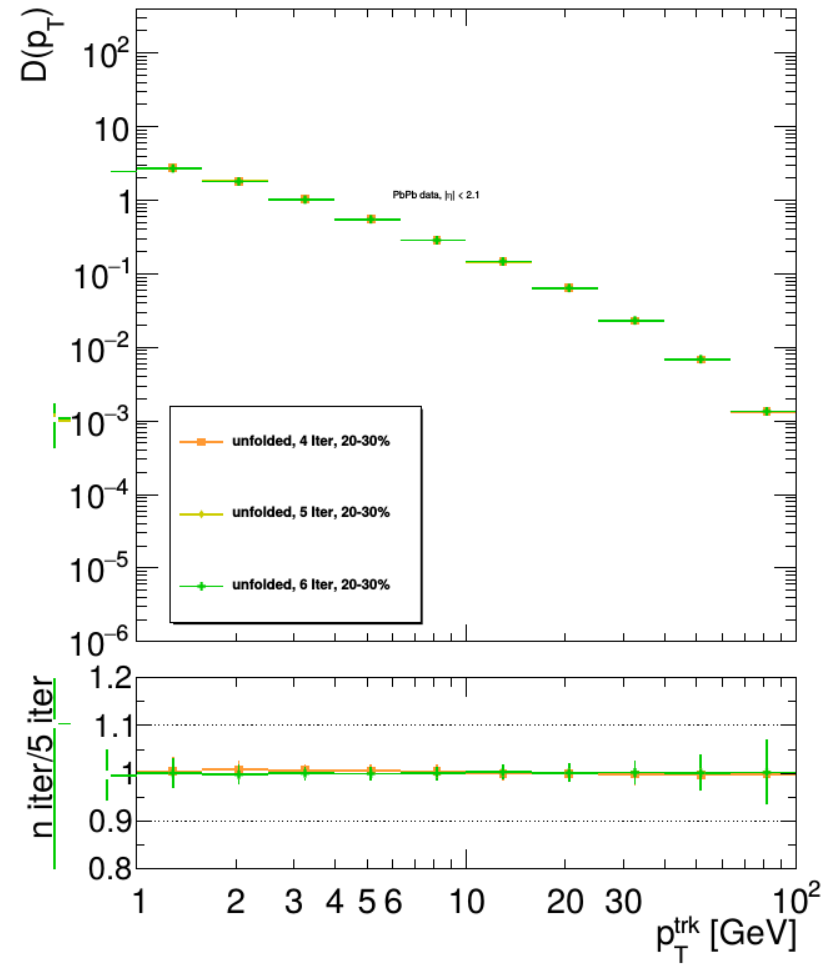 D(p_T)
10^2
10
1
10^−1
10^−2
10^−3
10^−4
10^−5
10^−6
PbPb data, |η| < 2.1
unfolded, 4 Iter, 20-30%
unfolded, 5 Iter, 20-30%
unfolded, 6 Iter, 20-30%
n iter/5 iter
1.2
1.1
1
0.9
0.8
1 2 3 4 5 6 10 20 30 10^2
p_T^trk [GeV]